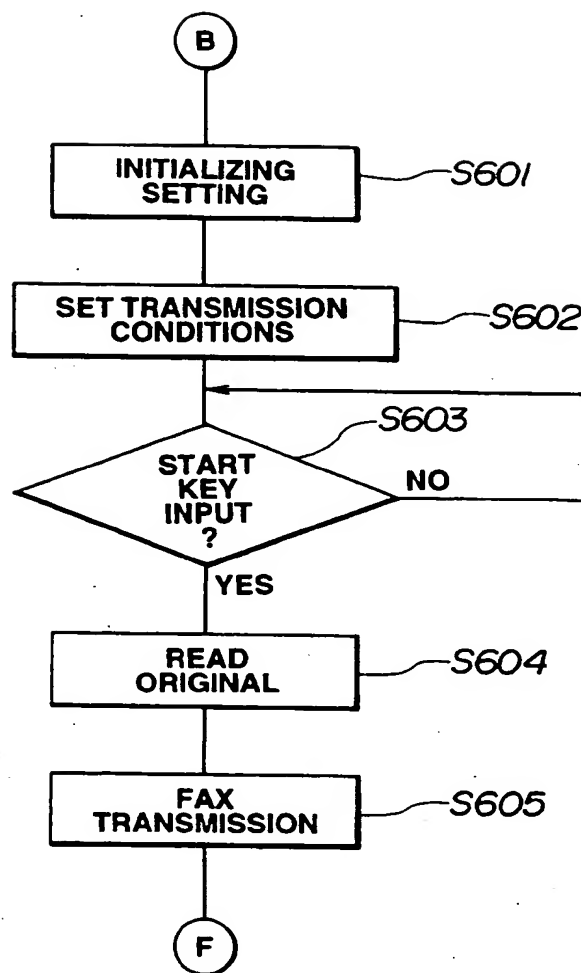 B
INITIALIZING
SETTING
S601
SET TRANSMISSION
CONDITIONS
S602
S603
START
KEY
INPUT
?
NO
YES
READ
ORIGINAL
S604
FAX
TRANSMISSION
S605
F